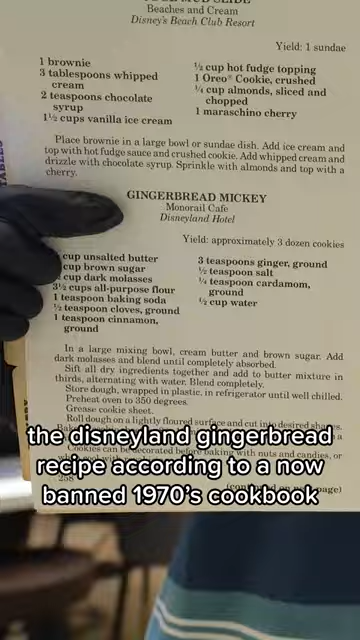 Beaches and Cream
Disney's Beach Club Resort
Yield: 1 sundae
1 brownie
3 tablespoons whipped
cream
2 teaspoons chocolate
syrup
1½ cups vanilla ice cream
½ cup hot fudge topping
1 Oreo® Cookie, crushed
¼ cup almonds, sliced and
chopped
1 maraschino cherry
Place brownie in a large bowl or sundae dish. Add ice cream and
top with hot fudge sauce and crushed cookie. Add whipped cream and
drizzle with chocolate syrup. Sprinkle with almonds and top with a
cherry.
GINGERBREAD MICKEY
Monorail Cafe
Disneyland Hotel
Yield: approximately 3 dozen cookies
cup unsalted butter
cup brown sugar
cup dark molasses
3½ cups all-purpose flour
1 teaspoon baking soda
½ teaspoon cloves, ground
1 teaspoon cinnamon,
ground
3 teaspoons ginger, ground
½ teaspoon salt
¼ teaspoon cardamom,
ground
½ cup water
In a large mixing bowl, cream butter and brown sugar. Add
dark molasses and blend until completely absorbed.
Sift all dry ingredients together and add to butter mixture in
thirds, alternating with water. Blend completely.
Store dough, wrapped in plastic, in refrigerator until well chilled.
Preheat oven to 350 degrees.
Grease cookie sheet.
Roll dough on a lightly floured surface and cut into desired shapes.
Cookies can be decorated before baking with nuts and candies, or
258
page)
the disneyland gingerbread
recipe according to a now
banned 1970's cookbook